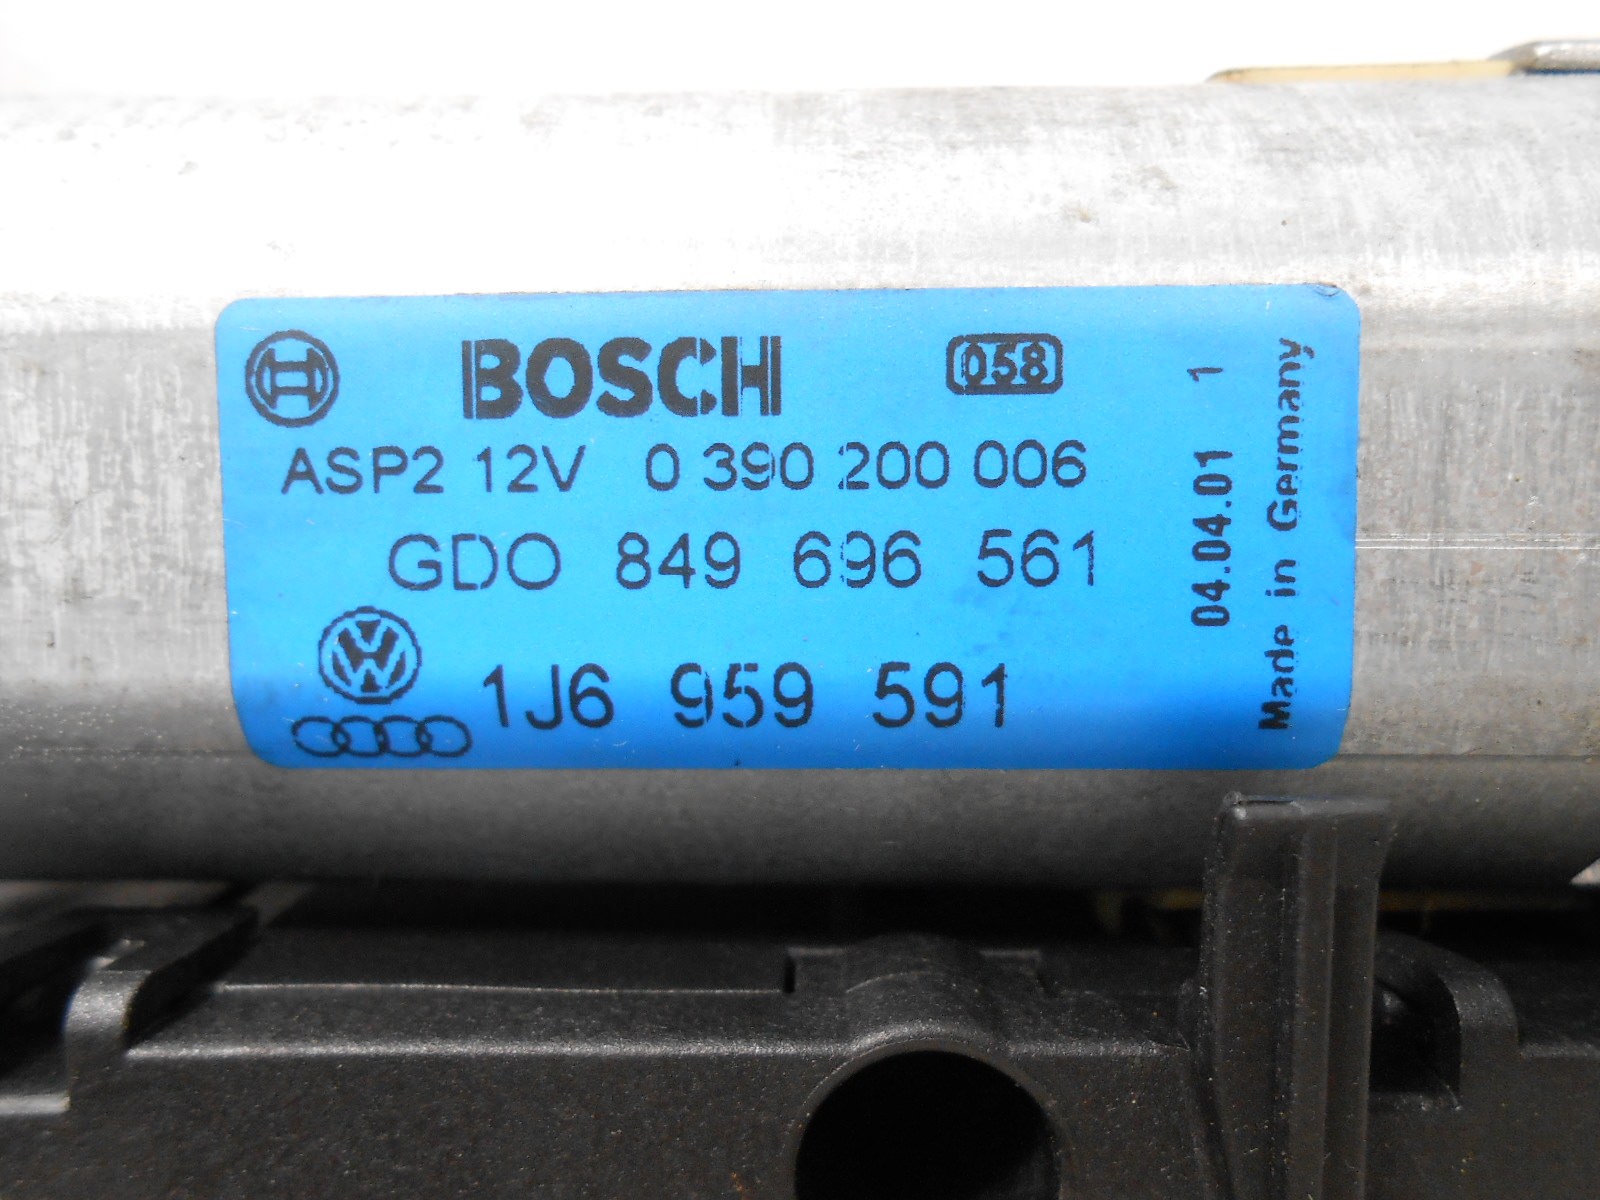 BOSCH 058
ASP2 12V 0 390 200 006
GDO 849 696 561
1J6 959 591
04.04.01 1
Made in Germany